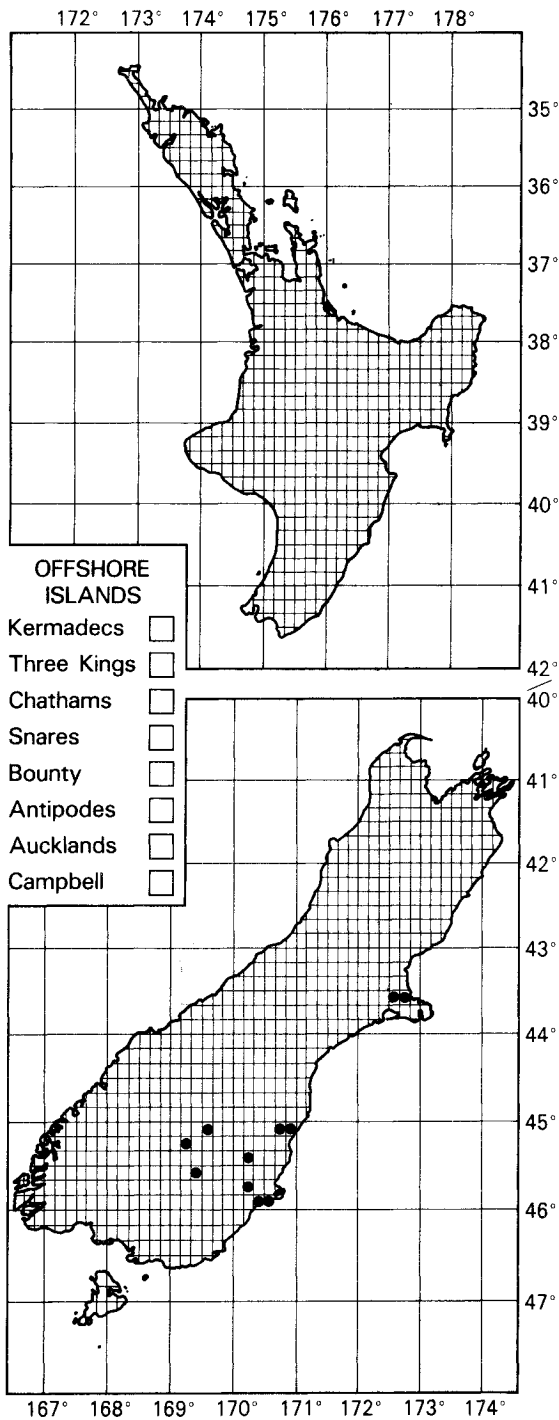 172° 173° 174° 175° 176° 177° 178°
35°
36°
37°
38°
39°
40°
41°
42°
OFFSHORE
ISLANDS
Kermadecs
Three Kings
Chathams
Snares
Bounty
Antipodes
Aucklands
Campbell
40°
41°
42°
43°
44°
45°
46°
47°
167° 168° 169° 170° 171° 172° 173° 174°